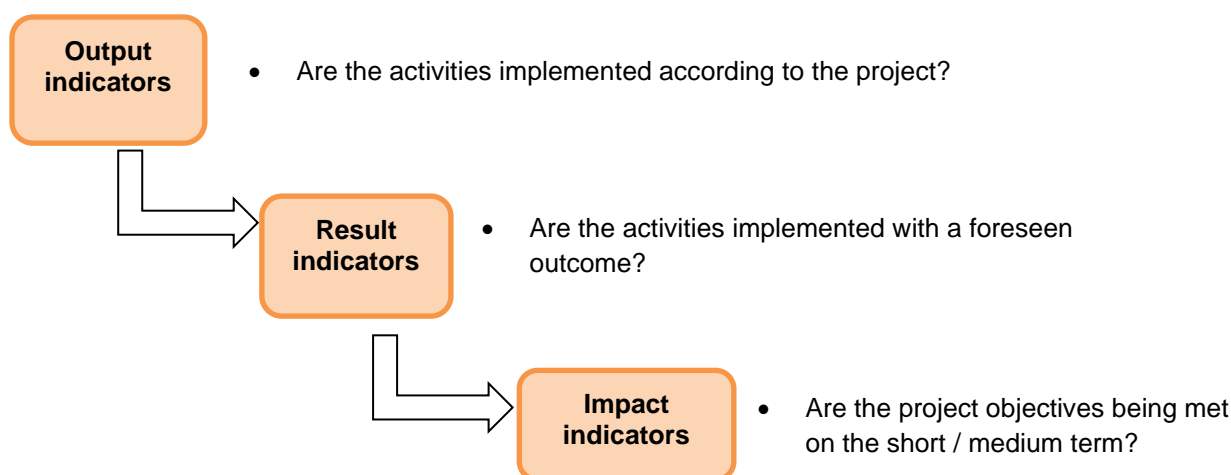 Output
indicators
• Are the activities implemented according to the project?
Result
indicators
• Are the activities implemented with a foreseen
outcome?
Impact
indicators
• Are the project objectives being met
on the short / medium term?